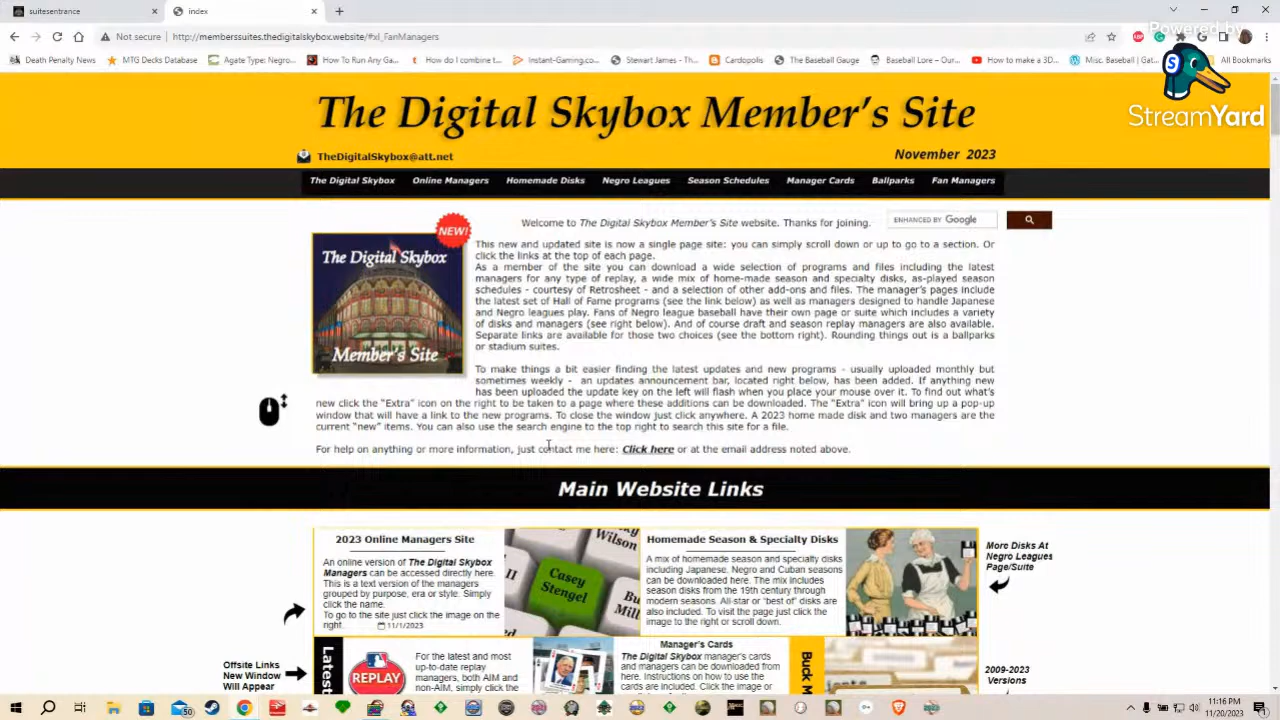 suitesentrance
index
Not secure
http://memberssuites.thedigitalskybox.website/#xl_FanManagers
Powered by
Death Penalty News
MTG Decks Database
Agate Type: Negro...
How To Run Any Ga...
How I combine t...
Instant-Gaming.co...
Stewart James - Th...
Cardopolis
The Baseball Gauge
Baseball Lore – Our...
How to make a 3D...
Misc. Baseball | Gat...
All Bookmarks
StreamYard
The Digital Skybox Member's Site
TheDigitalSkybox@att.net
November 2023
The Digital Skybox
Online Managers
Homemade Disks
Negro Leagues
Season Schedules
Manager Cards
Ballparks
Fan Managers
Welcome to The Digital Skybox Member's Site website. Thanks for joining.
ENHANCED BY Google
NEW!
The Digital Skybox
Member's Site
This new and updated site is now a single page site: you can simply scroll down or up to go to a section. Or
click the links at the top of each page.
As a member of the site you can download a wide selection of programs and files including the latest
managers for any type of replay, a wide mix of home-made season and specialty disks, as-played season
schedules - courtesy of Retrosheet - and a selection of other add-ons and files. The manager's pages include
the latest set of Hall of Fame programs (see the link below) as well as managers designed to handle Japanese
and Negro leagues play. Fans of Negro league baseball have their own page or suite which includes a variety
of disks and managers (see right below). And of course draft and season replay managers are also available.
Separate links are available for those two choices (see the bottom right). Rounding things out is a ballparks
or stadium suites.
To make things a bit easier finding the latest updates and new programs - usually uploaded monthly but
sometimes weekly - an updates announcement bar, located right below, has been added. If anything
new has been uploaded the update key on the left will flash when you place your mouse over it. To find out what's
new click the "Extra" icon on the right to be taken to a page where these additions can be downloaded. The "Extra" icon will bring up a pop-up
window that will have a link to the new programs. To close the window just click anywhere. A 2023 home made disk and two managers are the
current "new" items. You can also use the search engine to the top right to search this site for a file.
For help on anything or more information, just contact me here: Click here or at the email address noted above.
Main Website Links
2023 Online Managers Site
An online version of The Digital Skybox
Managers can be accessed directly here.
This is a text version of the managers
grouped by purpose, era or style. Simply
click the name.
To go to the site just click the image on the
right.
11/1/2023
Wilson
Casey
Stengel
Homemade Season & Specialty Disks
A mix of homemade season and specialty disks
including Japanese. Negro and Cuban seasons
can be downloaded here. The mix includes
season disks from the 19th century through
modern seasons. All-star or "best of" disks are
also included. To visit the page just click the
image to the right or scroll down.
More Disks At
Negro Leagues
Page/Suite
Offsite Links
New Window
Will Appear
Latest
REPLAY
For the latest and most
up-to-date replay
managers, both AIM and
non-AIM, simply click the
Manager's Cards
The Digital Skybox manager's cards
and managers can be downloaded from
here. Instructions on how to use the
cards are included. Click the image or
Buck M
2009-2023
Versions
50
11:16 PM
11/20/2023